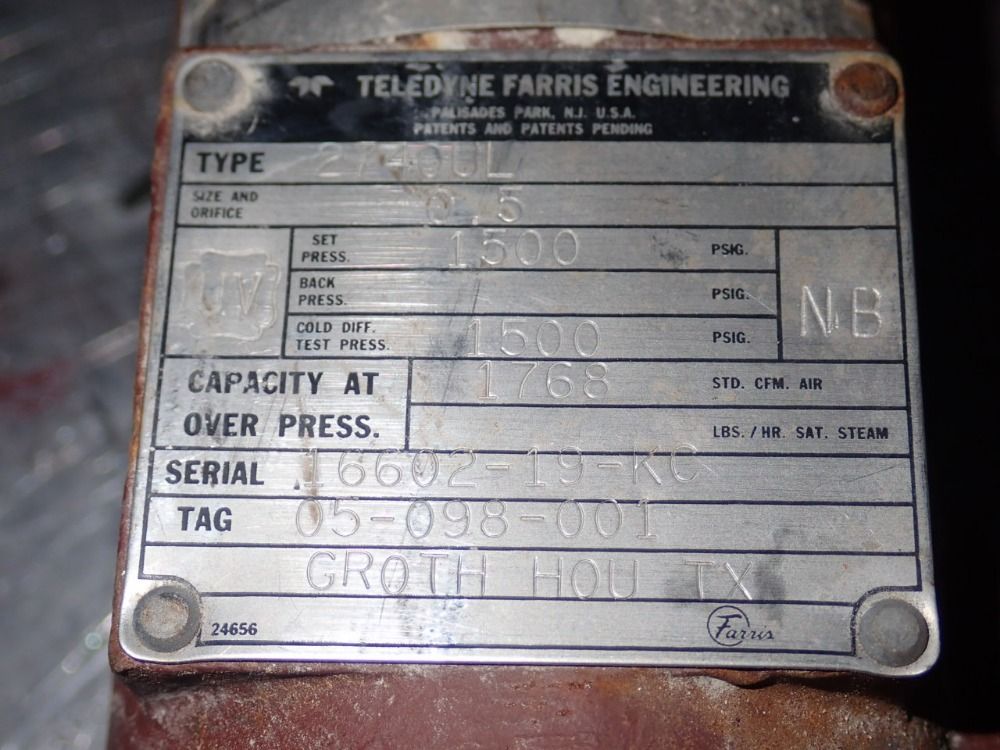 TELEDYNE FARRIS ENGINEERING
PALISADES PARK, N.J. U.S.A.
PATENTS AND PATENTS PENDING
TYPE
SIZE AND ORIFICE 0.5
UV
SET PRESS. 1500 PSIG.
BACK PRESS. PSIG.
COLD DIFF. TEST PRESS. 1500 PSIG.
NB
CAPACITY AT OVER PRESS. 1768 STD. CFM. AIR
LBS. / HR. SAT. STEAM
SERIAL 16602-19-KC
TAG 05-098-001
GROTH HOU TX
24656 Farris